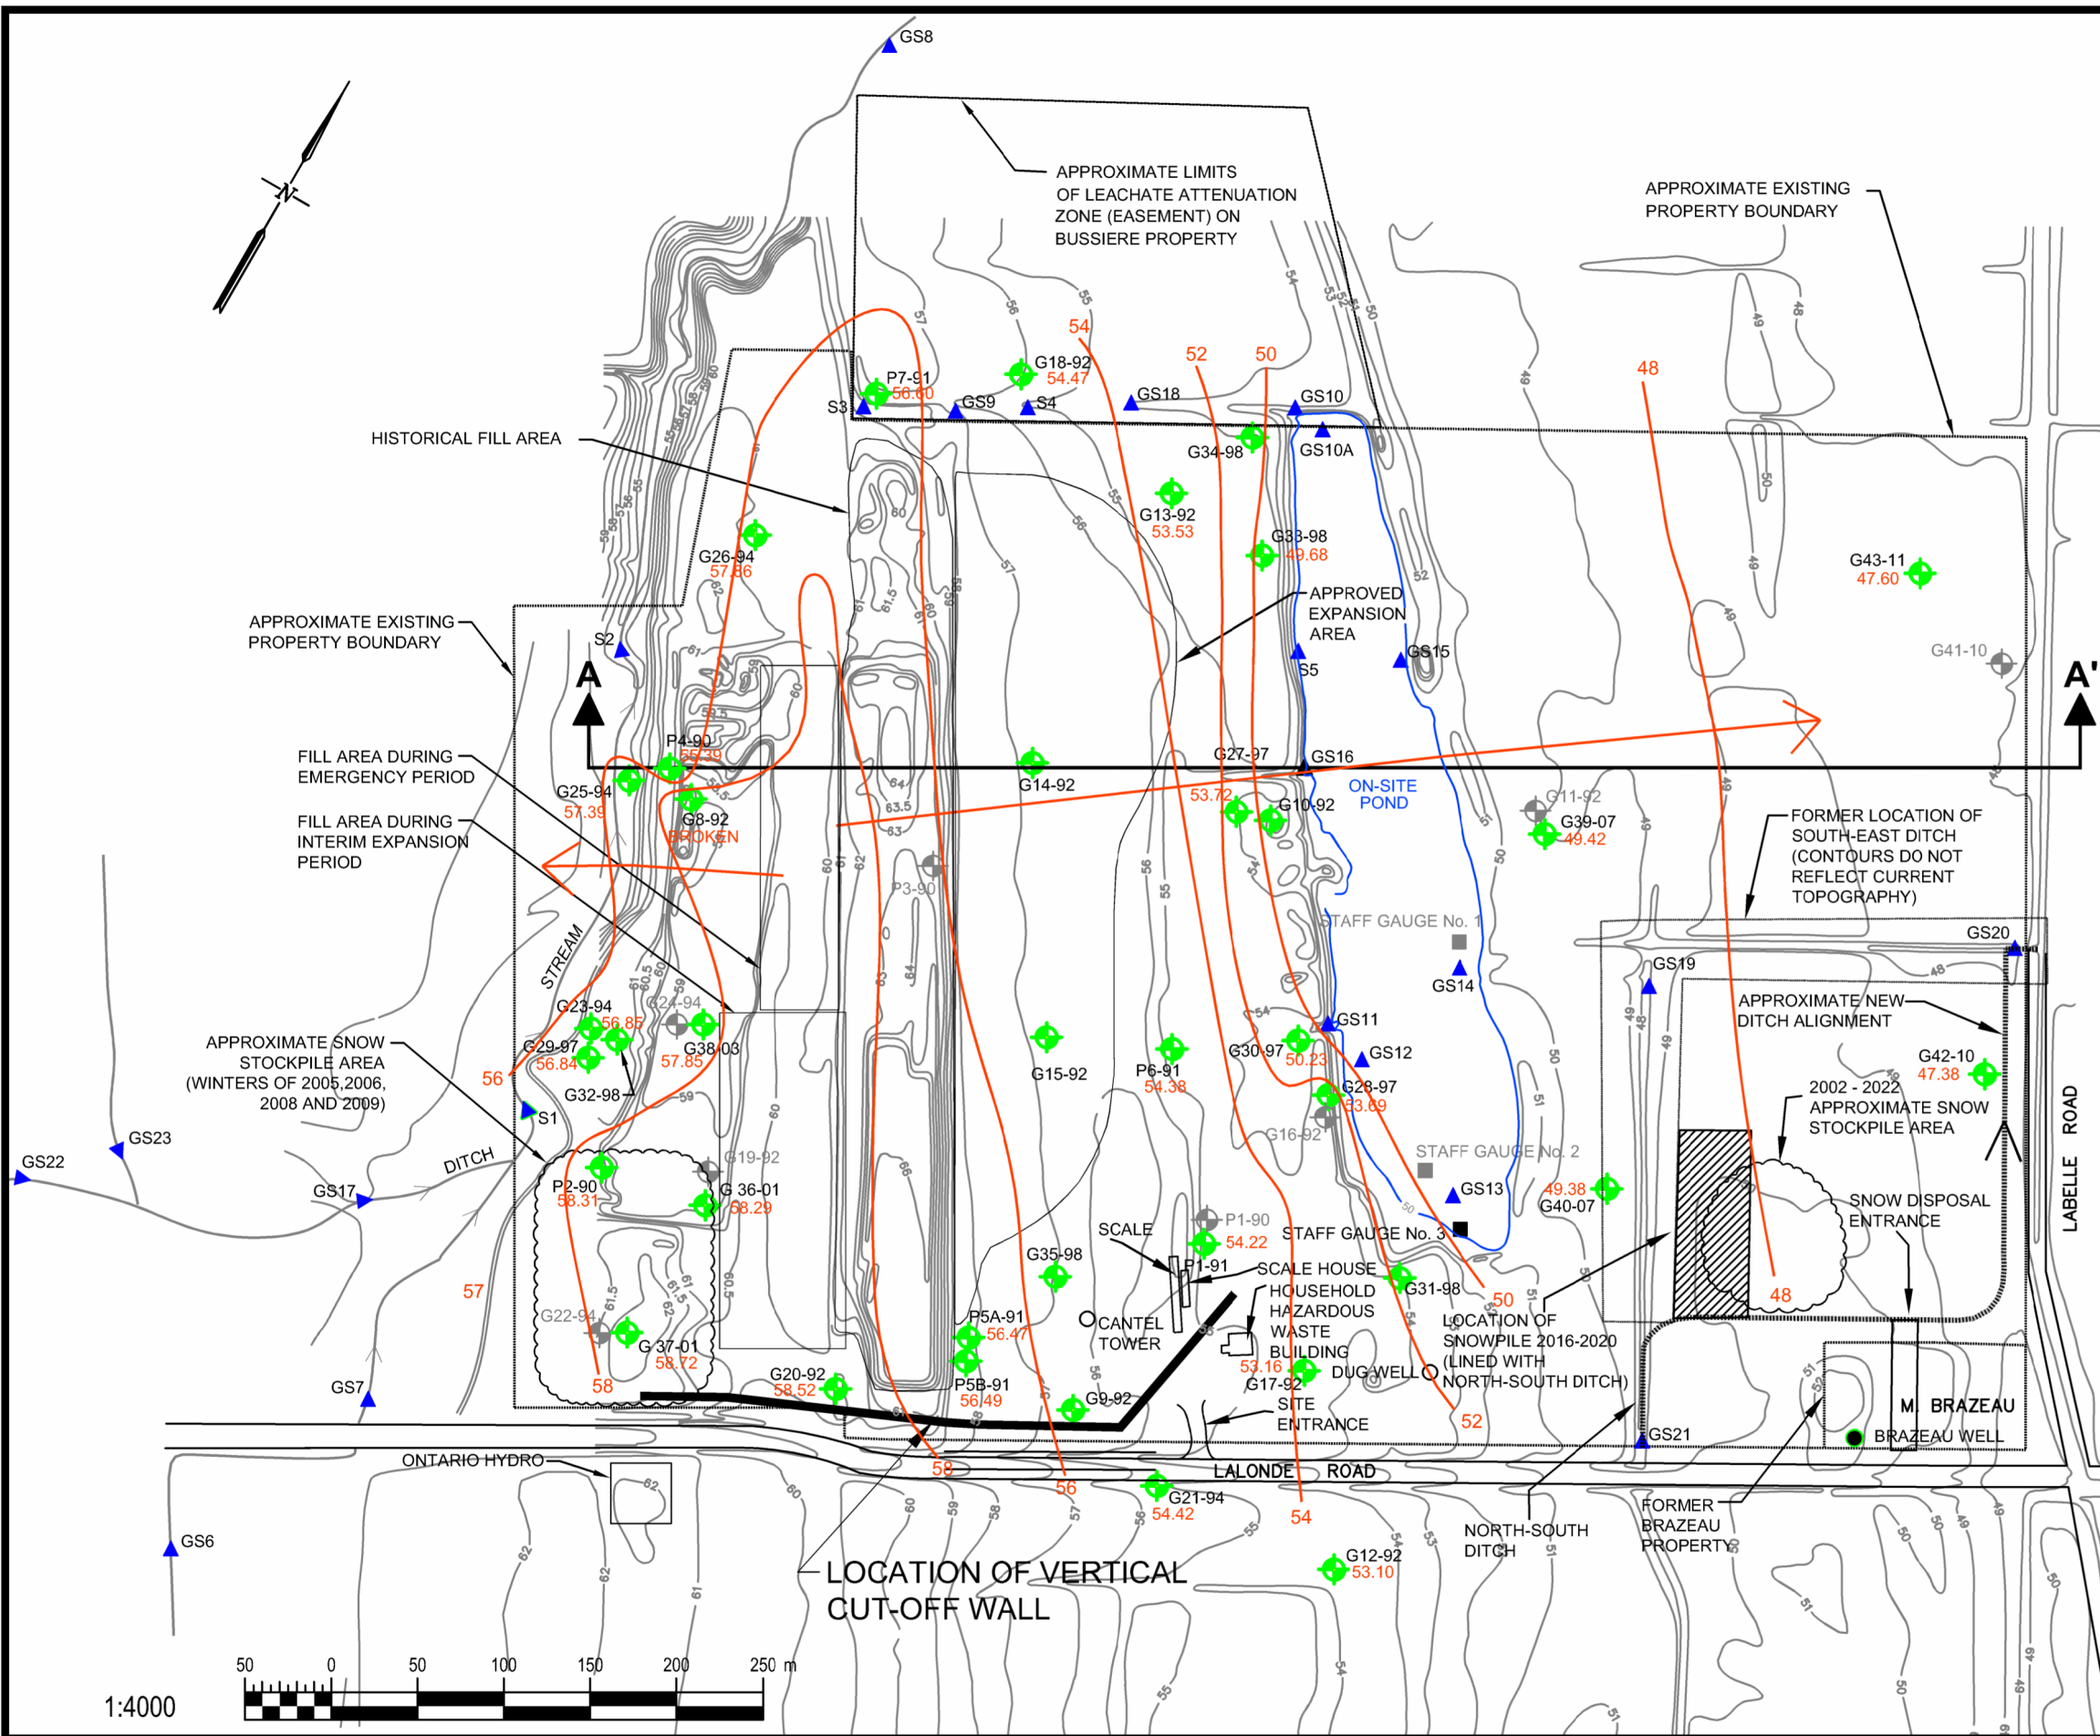 GS8
N
APPROXIMATE LIMITS
OF LEACHATE ATTENUATION
ZONE (EASEMENT) ON
BUSSIERE PROPERTY
APPROXIMATE EXISTING
PROPERTY BOUNDARY
54
52
50
48
P7-91
56.60
G18-92
54.47
S3
GS9
S4
GS18
GS10
GS10A
G34-98
HISTORICAL FILL AREA
G13-92
53.53
G26-94
57.86
G33-98
49.68
G43-11
47.60
APPROVED
EXPANSION
AREA
APPROXIMATE EXISTING
PROPERTY BOUNDARY
S2
S5
GS15
G41-10
A
A'
FILL AREA DURING
EMERGENCY PERIOD
P4-90
55.39
G25-94
57.39
G8-92
BROKEN
G14-92
G27-97
53.72
GS16
G10-92
ON-SITE
POND
G11-92
G39-07
49.42
FILL AREA DURING
INTERIM EXPANSION
PERIOD
P3-90
FORMER LOCATION OF
SOUTH-EAST DITCH
(CONTOURS DO NOT
REFLECT CURRENT
TOPOGRAPHY)
STREAM
STAFF GAUGE No. 1
GS14
GS19
GS20
APPROXIMATE NEW
DITCH ALIGNMENT
G23-94
56.85
G24-94
G38-03
57.85
G29-97
56.84
G32-98
APPROXIMATE SNOW
STOCKPILE AREA
(WINTERS OF 2005,2006,
2008 AND 2009)
56
S1
G15-92
P6-91
54.38
G30-97
50.23
GS11
GS12
G28-97
53.69
G16-92
G42-10
47.38
2002 - 2022
APPROXIMATE SNOW
STOCKPILE AREA
LABELLE ROAD
GS23
GS22
GS17
DITCH
G19-92
P2-90
58.31
G 36-01
58.29
STAFF GAUGE No. 2
GS13
49.38
G40-07
SNOW DISPOSAL
ENTRANCE
P1-90
54.22
P1-91
SCALE
STAFF GAUGE No. 3
G35-98
SCALE HOUSE
HOUSEHOLD
HAZARDOUS
WASTE
BUILDING
G31-98
50
48
57
G22-94
G 37-01
58.72
58
P5A-91
56.47
P5B-91
56.49
CANTEL
TOWER
LOCATION OF
SNOWPILE 2016-2020
(LINED WITH
NORTH-SOUTH DITCH)
53.16
G17-92
DUG WELL
GS7
G20-92
58.52
G9-92
SITE
ENTRANCE
52
M. BRAZEAU
BRAZEAU WELL
GS21
ONTARIO HYDRO
58
56
LALONDE ROAD
G21-94
54.42
54
GS6
G12-92
53.10
NORTH-SOUTH
DITCH
FORMER
BRAZEAU
PROPERTY
LOCATION OF VERTICAL
CUT-OFF WALL
1:4000
50 0 50 100 150 200 250 m